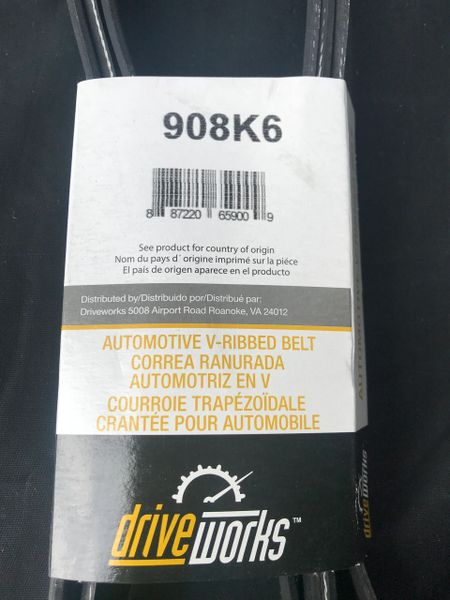 908K6
8 87220 65900 9
See product for country of origin
Nom du pays d´ origine imprimé sur la piéce
El país de origen aparece en el producto
Distributed by/Distribuido por/Distribué par:
Driveworks 5008 Airport Road Roanoke, VA 24012
AUTOMOTIVE V-RIBBED BELT
CORREA RANURADA
AUTOMOTRIZ EN V
COURROIE TRAPÉZOÏDALE
CRANTÉE POUR AUTOMOBILE
driveworks™
driveworks